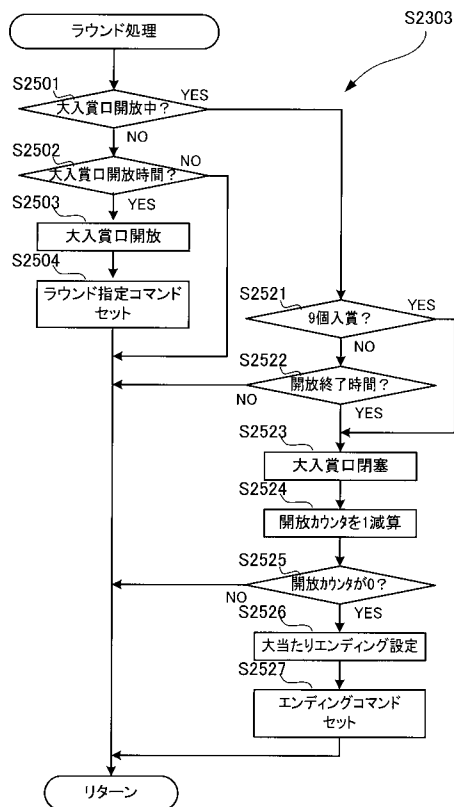 ラウンド処理
S2303
S2501
大入賞口開放中?
YES
NO
S2502
大入賞口開放時間?
NO
YES
S2503
大入賞口開放
S2504
ラウンド指定コマンド
セット
S2521
9個入賞?
YES
NO
S2522
開放終了時間?
NO
YES
S2523
大入賞口閉塞
S2524
開放カウンタを1減算
S2525
開放カウンタが0?
NO
YES
S2526
大当たりエンディング設定
S2527
エンディングコマンド
セット
リターン